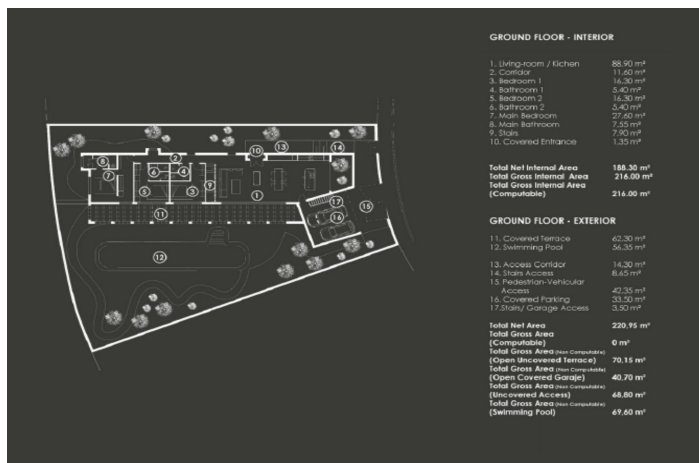 GROUND FLOOR - INTERIOR
1. Living-room / Kichen 88,90 m²
2. Corridor 11,60 m²
3. Bedroom 1 16,30 m²
4. Bathroom 1 5,40 m²
5. Bedroom 2 16,30 m²
6. Bathroom 2 5,40 m²
7. Main Bedroom 27,60 m²
8. Main Bathroom 7,55 m²
9. Stairs 7,90 m²
10. Covered Entrance 1,35 m²
Total Net Internal Area 188.30 m²
Total Gross Internal Area 216.00 m²
Total Gross Internal Area
(Computable) 216.00 m²
GROUND FLOOR - EXTERIOR
11. Covered Terrace 62,30 m²
12. Swimming Pool 56,35 m²
13. Access Corridor 14,30 m²
14. Stairs Access 8,65 m²
15. Pedestrian-Vehicular
Access 42,35 m²
16. Covered Parking 33,50 m²
17.Stairs/ Garage Access 3,50 m²
Total Net Area 220,95 m²
Total Gross Area
(Computable) 0 m²
Total Gross Area (Non Computable)
(Open Uncovered Terrace) 70,15 m²
Total Gross Area (Non Computable)
(Open Covered Garaje) 40,70 m²
Total Gross Area (Non Computable)
(Uncovered Access) 68,80 m²
Total Gross Area (Non Computable)
(Swimming Pool) 69,60 m²
13
14
10
2
8
6
4
7
5
3
9
1
17
15
16
11
12